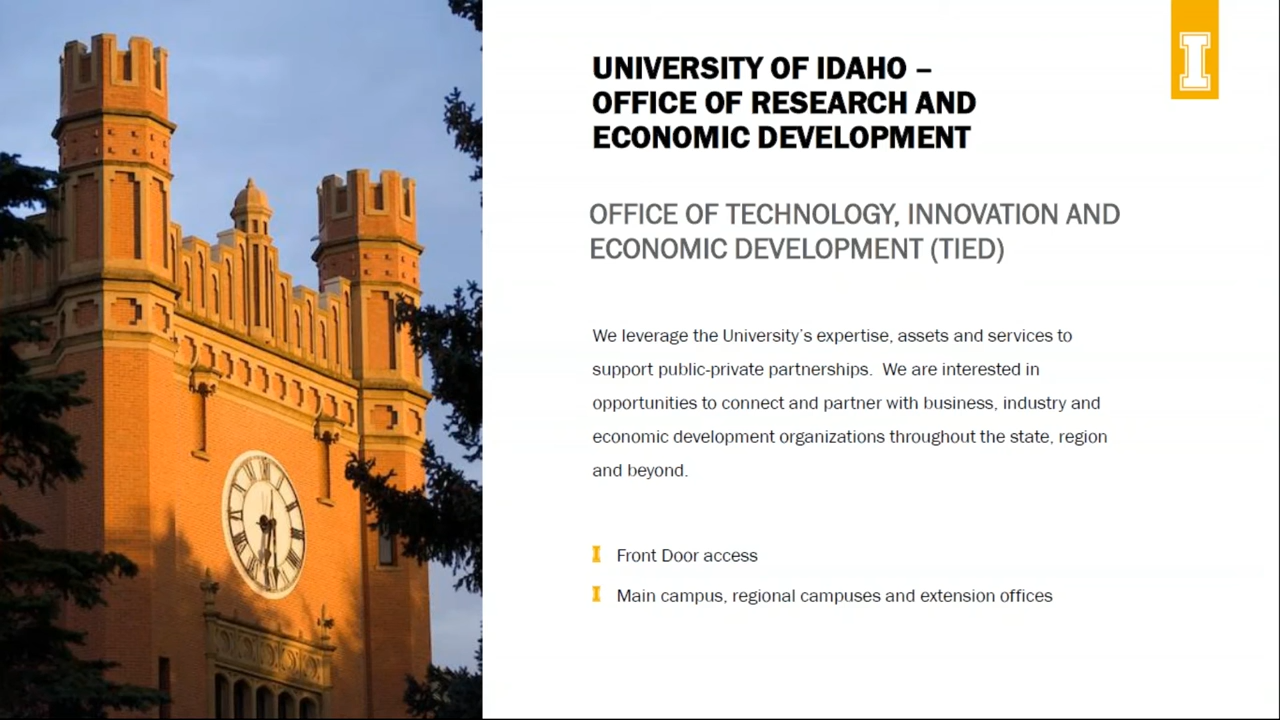 UNIVERSITY OF IDAHO –
OFFICE OF RESEARCH AND
ECONOMIC DEVELOPMENT
OFFICE OF TECHNOLOGY, INNOVATION AND
ECONOMIC DEVELOPMENT (TIED)
We leverage the University’s expertise, assets and services to
support public-private partnerships.  We are interested in
opportunities to connect and partner with business, industry and
economic development organizations throughout the state, region
and beyond.
I Front Door access
I Main campus, regional campuses and extension offices
I